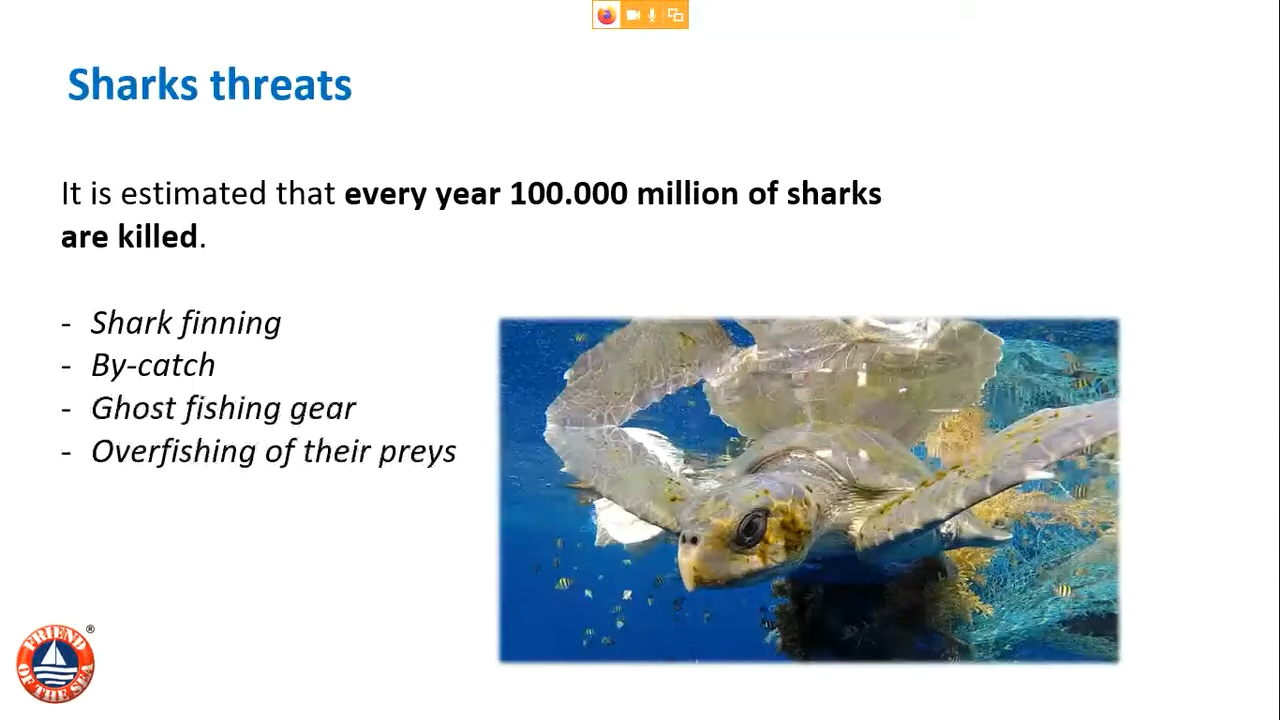 Sharks threats
It is estimated that every year 100.000 million of sharks
are killed.
- Shark finning
- By-catch
- Ghost fishing gear
- Overfishing of their preys
FRIEND
OF THE SEA
®